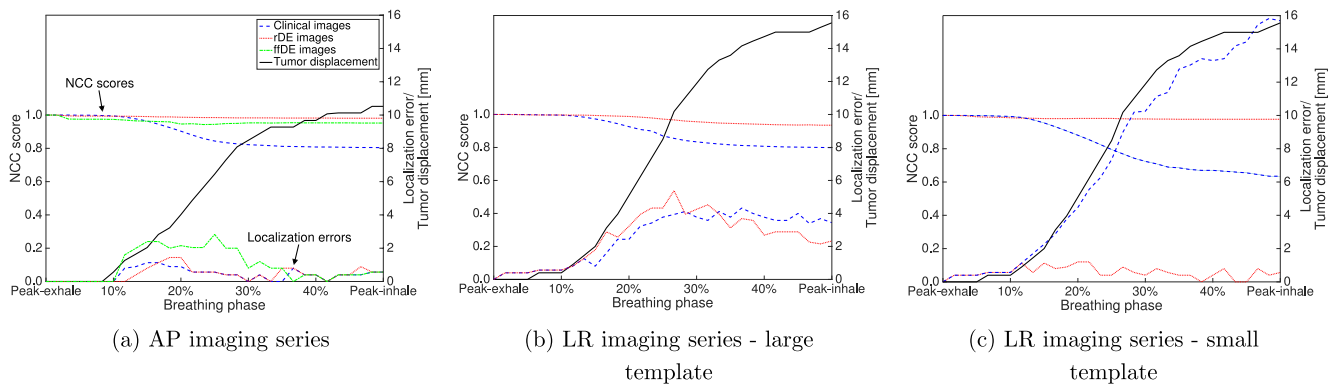 Clinical images
rDE images
ffDE images
Tumor displacement
NCC scores
Localization errors
NCC score
1.0
0.8
0.6
0.4
0.2
0.0
16
14
12
10
8
6
4
2
0
Localization error/
Tumor displacement [mm]
Peak-exhale 10% 20% 30% 40% Peak-inhale
Breathing phase
(a) AP imaging series
NCC score
1.0
0.8
0.6
0.4
0.2
0.0
16
14
12
10
8
6
4
2
0
Localization error/
Tumor displacement [mm]
Peak-exhale 10% 20% 30% 40% Peak-inhale
Breathing phase
(b) LR imaging series - large
template
NCC score
1.0
0.8
0.6
0.4
0.2
0.0
16
14
12
10
8
6
4
2
0
Localization error/
Tumor displacement [mm]
Peak-exhale 10% 20% 30% 40% Peak-inhale
Breathing phase
(c) LR imaging series - small
template